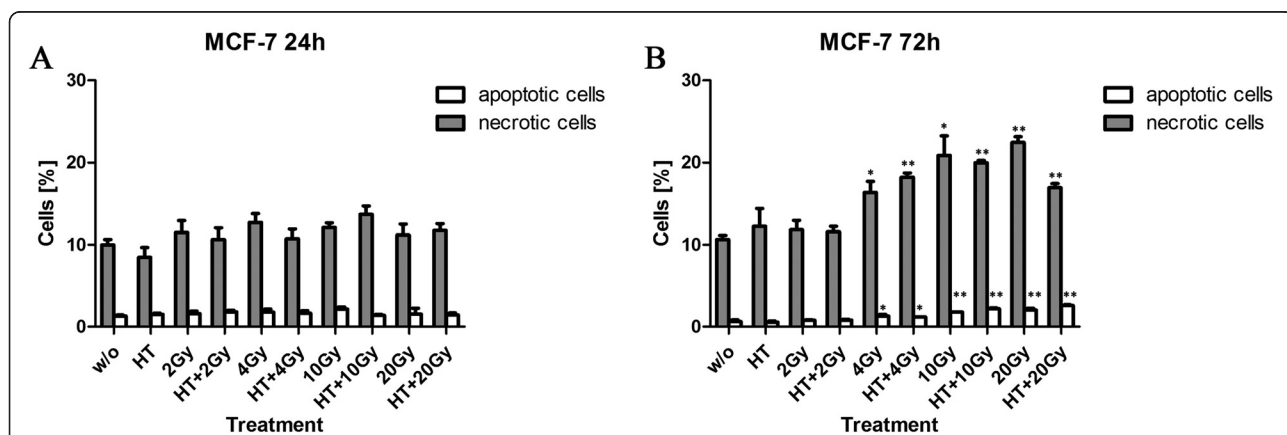 A
MCF-7 24h
30
20
10
0
Cells [%]
apoptotic cells
necrotic cells
w/o
HT
2Gy
HT+2Gy
4Gy
HT+4Gy
10Gy
HT+10Gy
20Gy
HT+20Gy
Treatment
B
MCF-7 72h
30
20
10
0
Cells [%]
apoptotic cells
necrotic cells
*
**
*
**
**
**
*
*
**
**
**
**
w/o
HT
2Gy
HT+2Gy
4Gy
HT+4Gy
10Gy
HT+10Gy
20Gy
HT+20Gy
Treatment